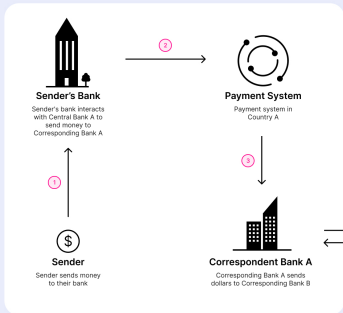 2
Sender's Bank
Sender's bank interacts
with Central Bank A to
send money to
Corresponding Bank A
Payment System
Payment system in
Country A
1
3
$
Sender
Sender sends money
to their bank
Correspondent Bank A
Corresponding Bank A sends
dollars to Corresponding Bank B